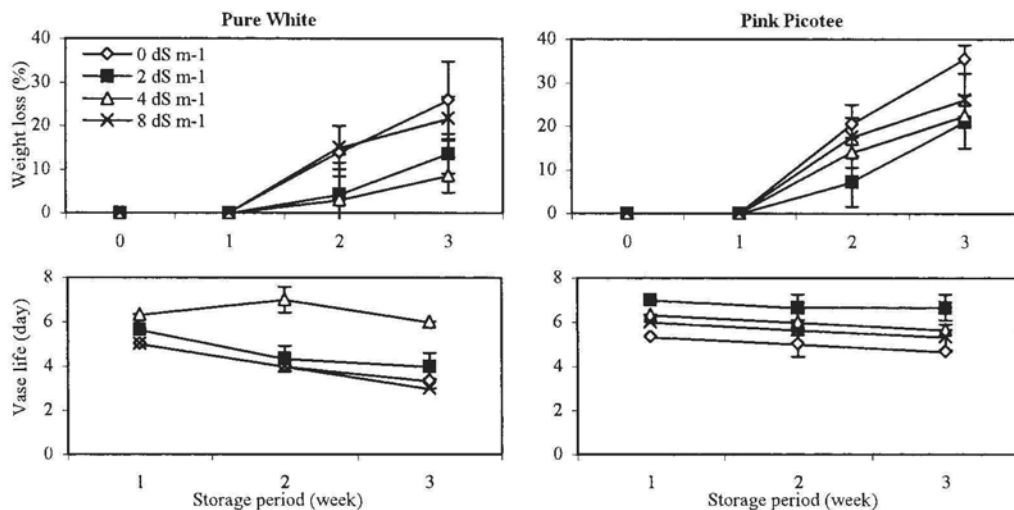 Pure White
Pink Picotee
Weight loss (%)
40
30
20
10
0
0 dS m-1
2 dS m-1
4 dS m-1
8 dS m-1
0 1 2 3
40
30
20
10
0
0 1 2 3
Vase life (day)
8
6
4
2
0
1 2 3
Storage period (week)
8
6
4
2
0
1 2 3
Storage period (week)